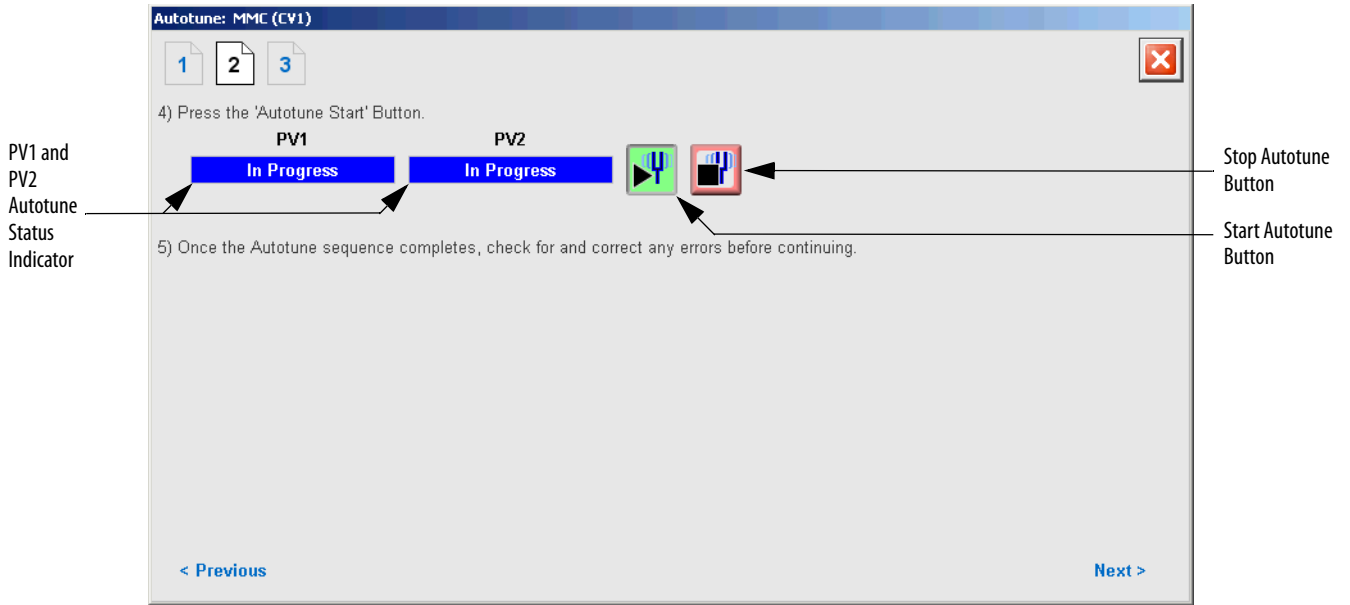 Autotune: MMC (CV1)
1 2 3
4) Press the 'Autotune Start' Button.
PV1 PV2
In Progress In Progress
5) Once the Autotune sequence completes, check for and correct any errors before continuing.
< Previous Next >
PV1 and
PV2
Autotune
Status
Indicator
Stop Autotune
Button
Start Autotune
Button